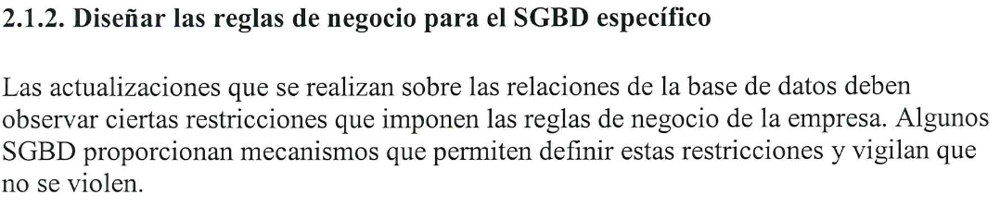 2.1.2. Diseñar las reglas de negocio para el SGBD específico
Las actualizaciones que se realizan sobre las relaciones de la base de datos deben
observar ciertas restricciones que imponen las reglas de negocio de la empresa. Algunos
SGBD proporcionan mecanismos que permiten definir estas restricciones y vigilan que
no se violen.